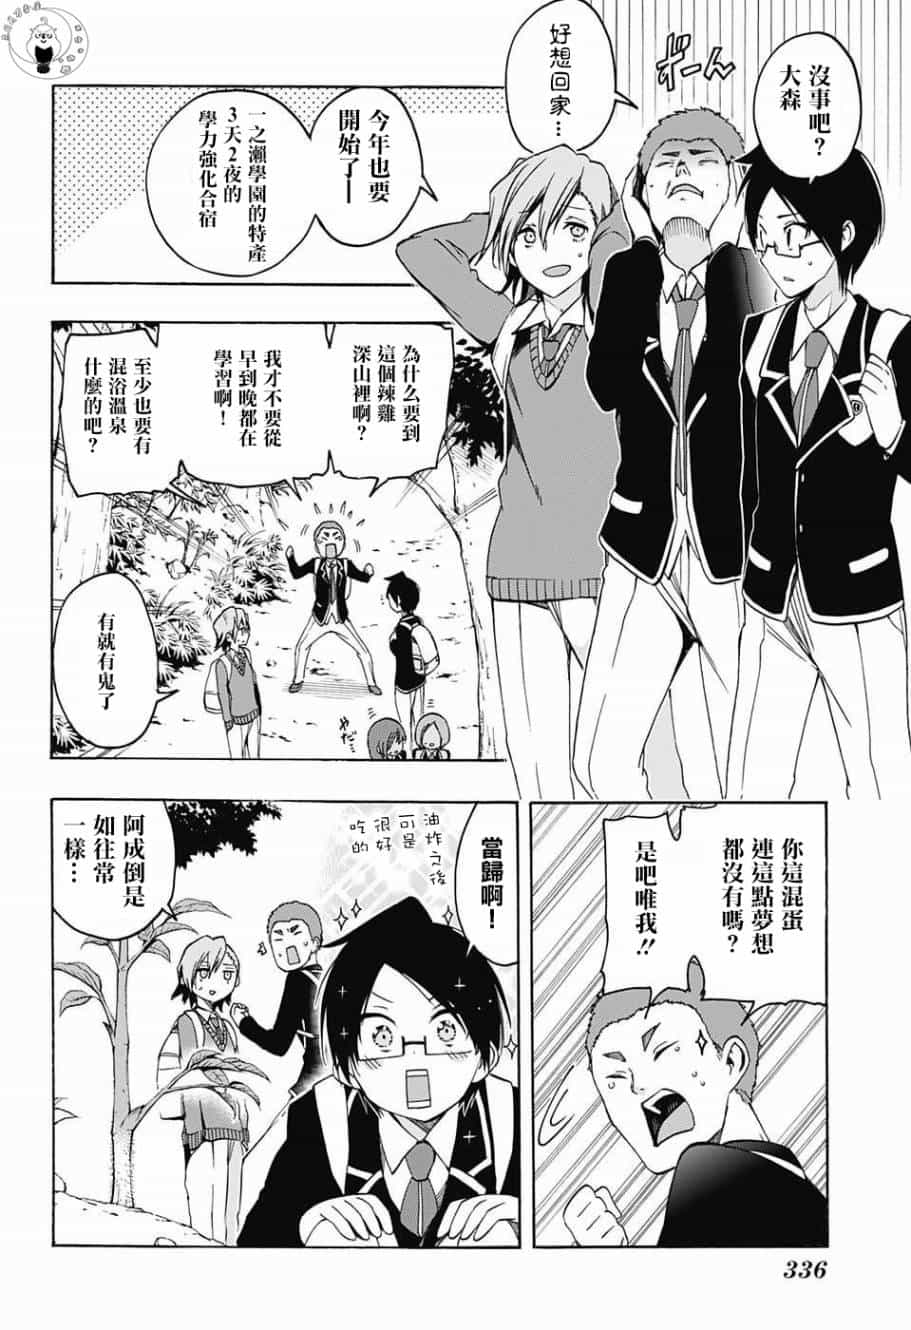 沒事吧？
大森
ボーん
好想回家…
今年也要
開始了—
一之瀨學園的特產
3天2夜的
學力強化合宿
為什么要到
這個辣雞
深山裡啊？
我才不要從
早到晚都在
學習啊！
至少也要有
混浴溫泉
什麼的吧？
有就有鬼了
やだ…
你這混蛋
連這點夢想
都沒有嗎？
是吧唯我!!
當歸啊！
油炸之後
可是
很好
吃的
阿成倒是
如往常
一樣…
336